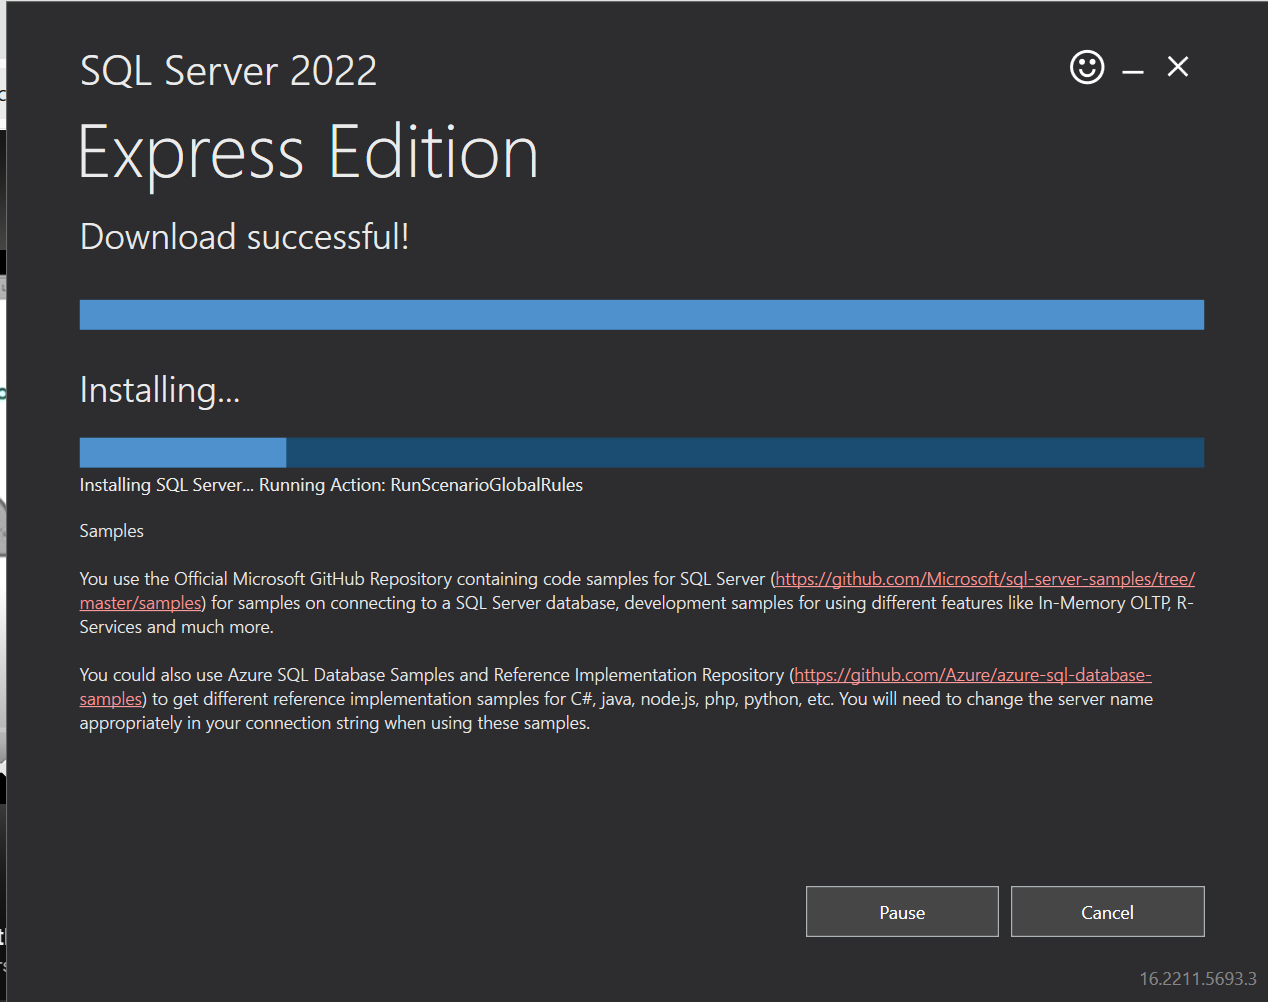 SQL Server 2022
Express Edition
Download successful!
Installing...
Installing SQL Server... Running Action: RunScenarioGlobalRules
Samples
You use the Official Microsoft GitHub Repository containing code samples for SQL Server (https://github.com/Microsoft/sql-server-samples/tree/
master/samples) for samples on connecting to a SQL Server database, development samples for using different features like In-Memory OLTP, R-
Services and much more.
You could also use Azure SQL Database Samples and Reference Implementation Repository (https://github.com/Azure/azure-sql-database-
samples) to get different reference implementation samples for C#, java, node.js, php, python, etc. You will need to change the server name
appropriately in your connection string when using these samples.
Pause
Cancel
16.2211.5693.3